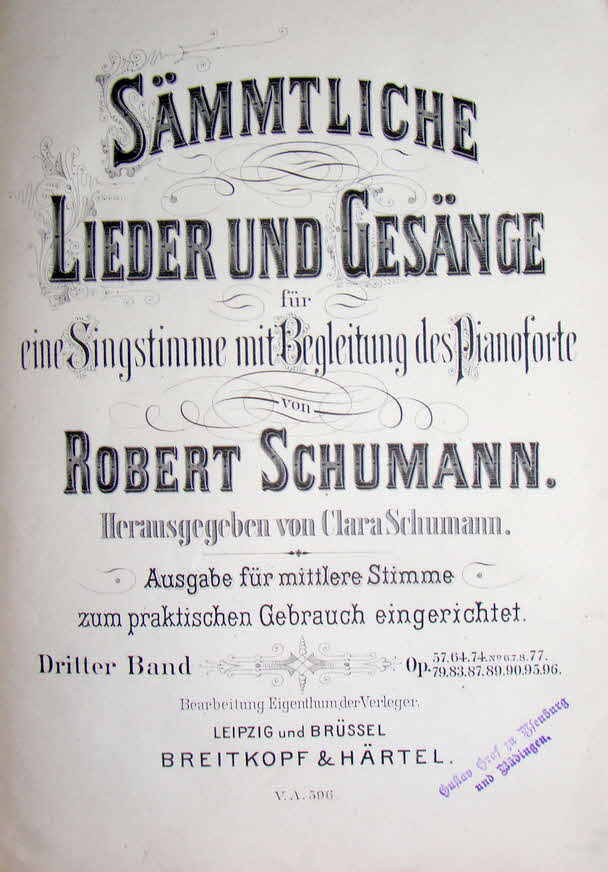 SÄMMTLICHE
LIEDER UND GESÄNGE
für
eine Singstimme mit Begleitung des Pianoforte
von
ROBERT SCHUMANN.
Herausgegeben von Clara Schumann.
Ausgabe für mittlere Stimme
zum praktischen Gebrauch eingerichtet.
Dritter Band Op. 57. 64. 74. No 6. 7. 8. 77.
79. 83. 87. 89. 90. 95. 96.
Bearbeitung Eigenthum der Verleger.
LEIPZIG und BRÜSSEL
BREITKOPF & HÄRTEL.
V. A. 596
Gustav Graf zu Ysenburg
und Büdingen.